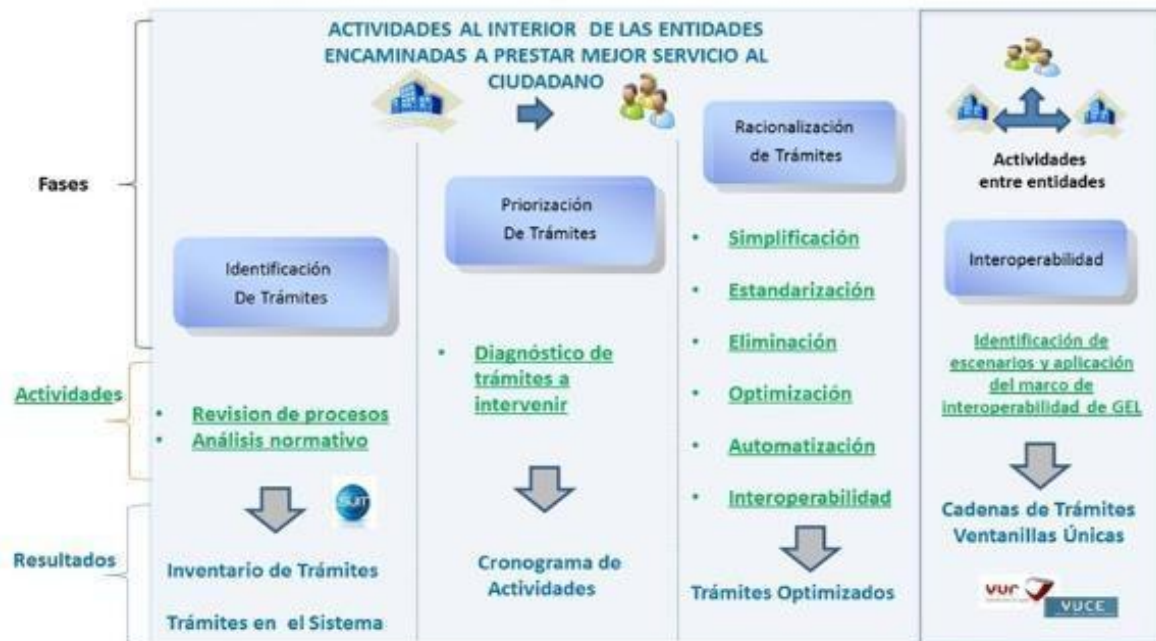 ACTIVIDADES AL INTERIOR DE LAS ENTIDADES
ENCAMINADAS A PRESTAR MEJOR SERVICIO AL
CIUDADANO
Fases
Identificación
De Trámites
Priorización
De Trámites
Racionalización
de Trámites
Actividades
entre entidades
Interoperabilidad
Actividades
• Revision de procesos
• Análisis normativo
• Diagnóstico de
trámites a
intervenir
• Simplificación
• Estandarización
• Eliminación
• Optimización
• Automatización
• Interoperabilidad
Identificación de
escenarios y aplicación
del marco de
interoperabilidad de GEL
Resultados
suit
Inventario de Trámites
Trámites en el Sistema
Cronograma de
Actividades
Trámites Optimizados
Cadenas de Trámites
Ventanillas Únicas
vur
VUCE